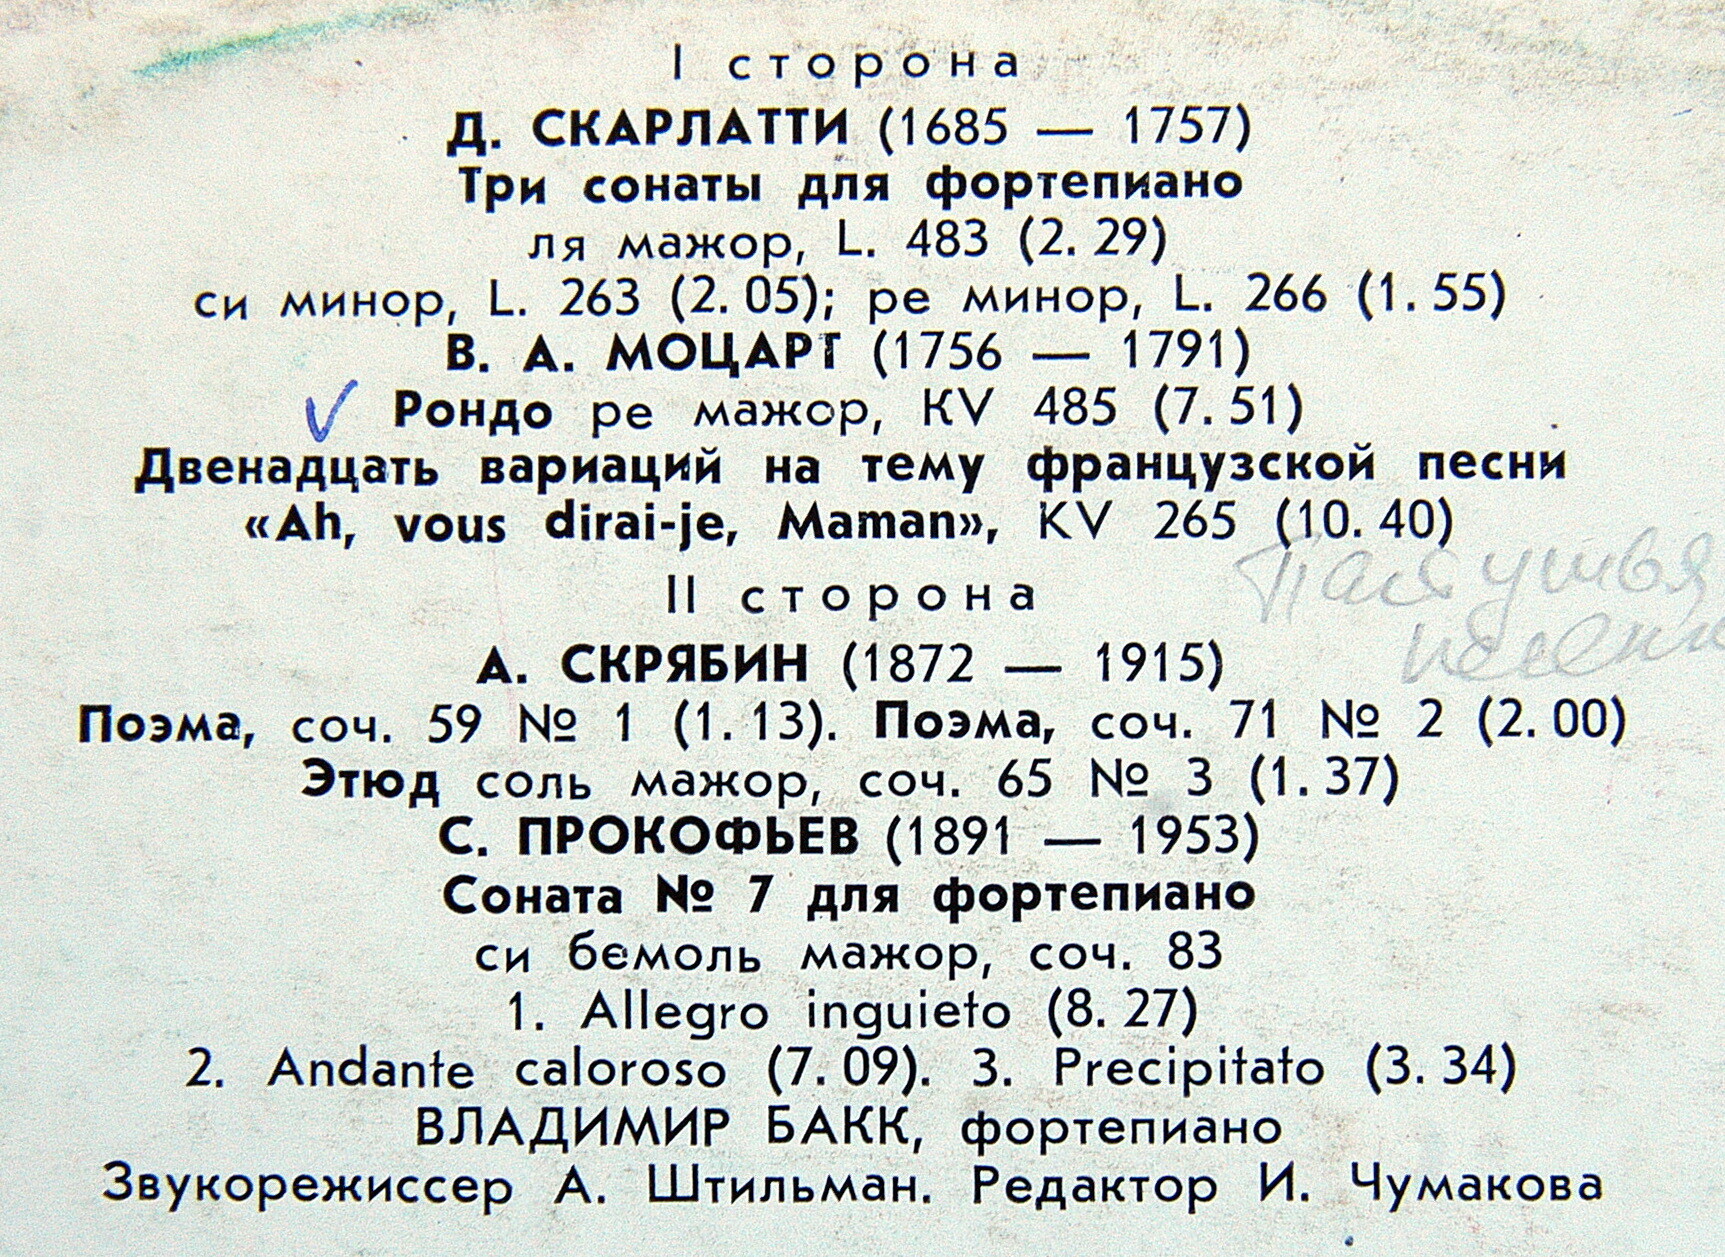 I сторона
Д. СКАРЛАТТИ (1685 — 1757)
Три сонаты для фортепиано
ля мажор, L. 483 (2. 29)
си минор, L. 263 (2. 05); ре минор, L. 266 (1. 55)
В. А. МОЦАРТ (1756 — 1791)
Рондо ре мажор, KV 485 (7. 51)
Двенадцать вариаций на тему французской песни
«Ah, vous dirai-je, Maman», KV 265 (10. 40)
Пастушья
песенк
II сторона
А. СКРЯБИН (1872 — 1915)
Поэма, соч. 59 № 1 (1. 13). Поэма, соч. 71 № 2 (2. 00)
Этюд соль мажор, соч. 65 № 3 (1. 37)
С. ПРОКОФЬЕВ (1891 — 1953)
Соната № 7 для фортепиано
си бемоль мажор, соч. 83
1. Allegro inguieto (8. 27)
2. Andante caloroso (7. 09). 3. Precipitato (3. 34)
ВЛАДИМИР БАКК, фортепиано
Звукорежиссер А. Штильман. Редактор И. Чумакова